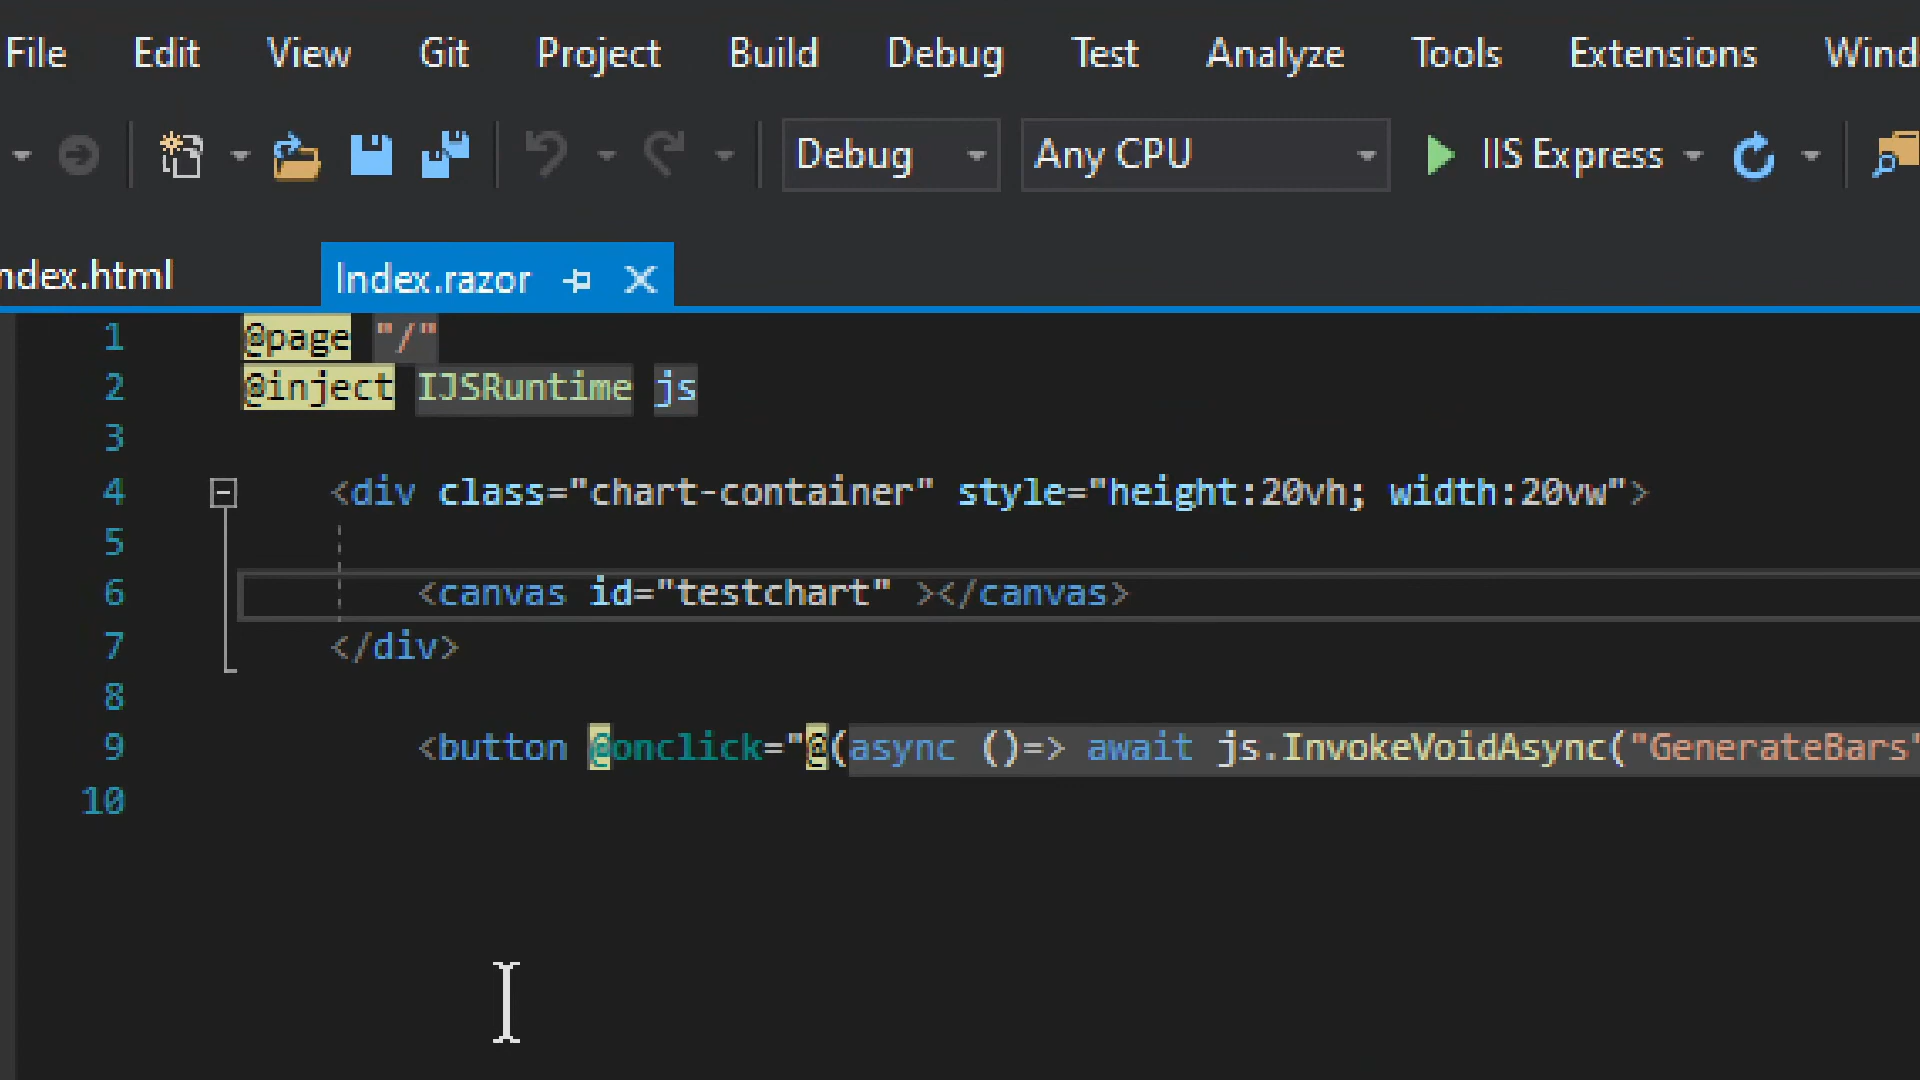 File Edit View Git Project Build Debug Test Analyze Tools Extensions Wind
Debug Any CPU IIS Express
ndex.html Index.razor
1 @page "/"
2 @inject IJSRuntime js
3
4 <div class="chart-container" style="height:20vh; width:20vw">
5
6 <canvas id="testchart" ></canvas>
7 </div>
8
9 <button @onclick="@(async ()=> await js.InvokeVoidAsync("GenerateBars"
10